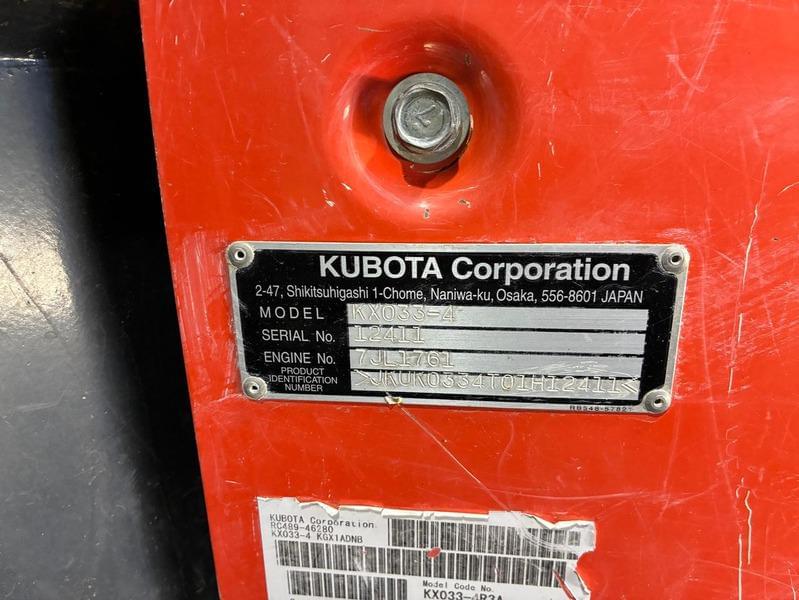 KUBOTA Corporation
2-47, Shikitsuhigashi 1-Chome, Naniwa-ku, Osaka, 556-8601 JAPAN
MODEL KX033-4
SERIAL No. 12411
ENGINE No. 7JL1761
PRODUCT IDENTIFICATION NUMBER >JKUK0334T01H12411<
RB548-5782
KUBOTA Corporation
RC489-46280
KX033-4 KGX1ADNB
Model Code No.
KX033-4R3A